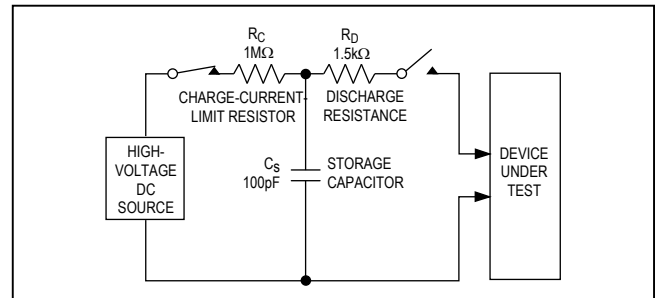 RC
1MΩ
RD
1.5kΩ
CHARGE-CURRENT-
LIMIT RESISTOR
DISCHARGE
RESISTANCE
HIGH-
VOLTAGE
DC
SOURCE
CS
100pF
STORAGE
CAPACITOR
DEVICE
UNDER
TEST